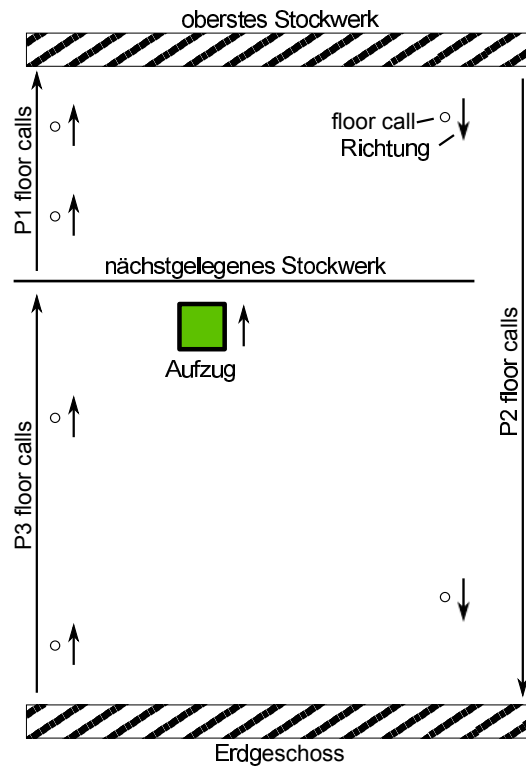 oberstes Stockwerk
P1 floor calls
floor call
Richtung
nächstgelegenes Stockwerk
Aufzug
P2 floor calls
P3 floor calls
Erdgeschoss